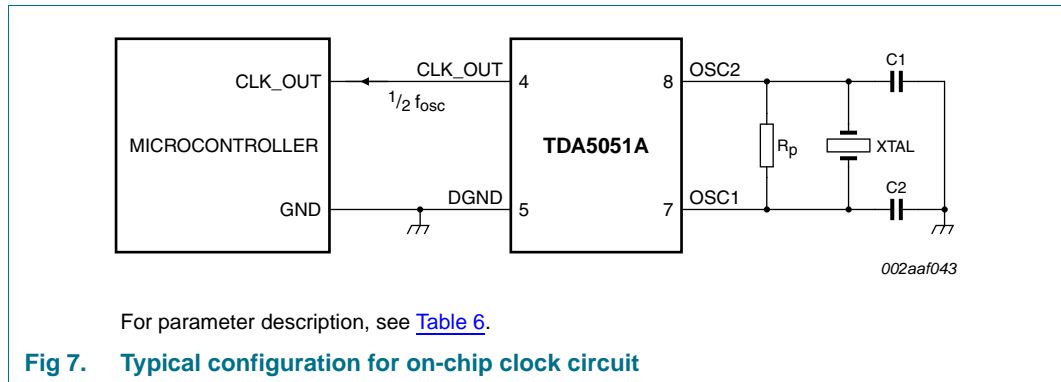 CLK_OUT
MICROCONTROLLER
GND
CLK_OUT
1/2 fosc
DGND
4
5
TDA5051A
8
7
OSC2
OSC1
Rp
XTAL
C1
C2
002aaf043
For parameter description, see Table 6.
Fig 7. Typical configuration for on-chip clock circuit